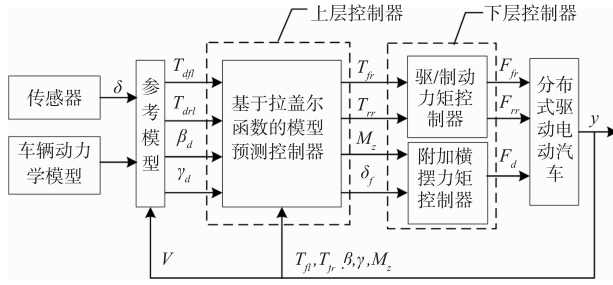 上层控制器
下层控制器
传感器
δ
车辆动力
学模型
参考模型
T_dfl
T_drl
β_d
γ_d
基于拉盖尔
函数的模型
预测控制器
T_fr
T_rr
M_z
δ_f
驱/制动
力矩控
制器
附加横
摆力矩
控制器
F_fr
F_rr
F_d
分布
式驱
动电
动汽
车
y
V
T_fl,T_fr,β,γ,M_z